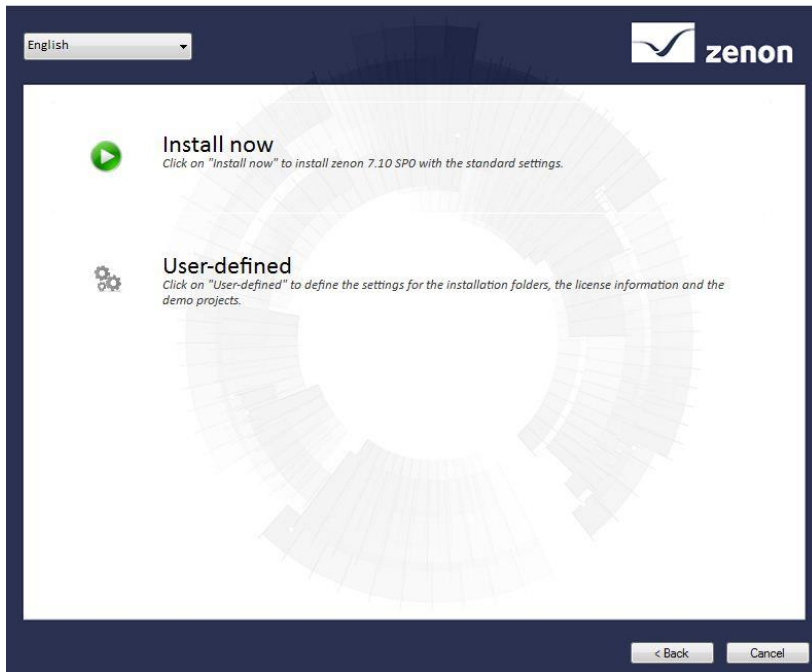 English
zenon
Install now
Click on "Install now" to install zenon 7.10 SP0 with the standard settings.
User-defined
Click on "User-defined" to define the settings for the installation folders, the license information and the
demo projects.
< Back
Cancel